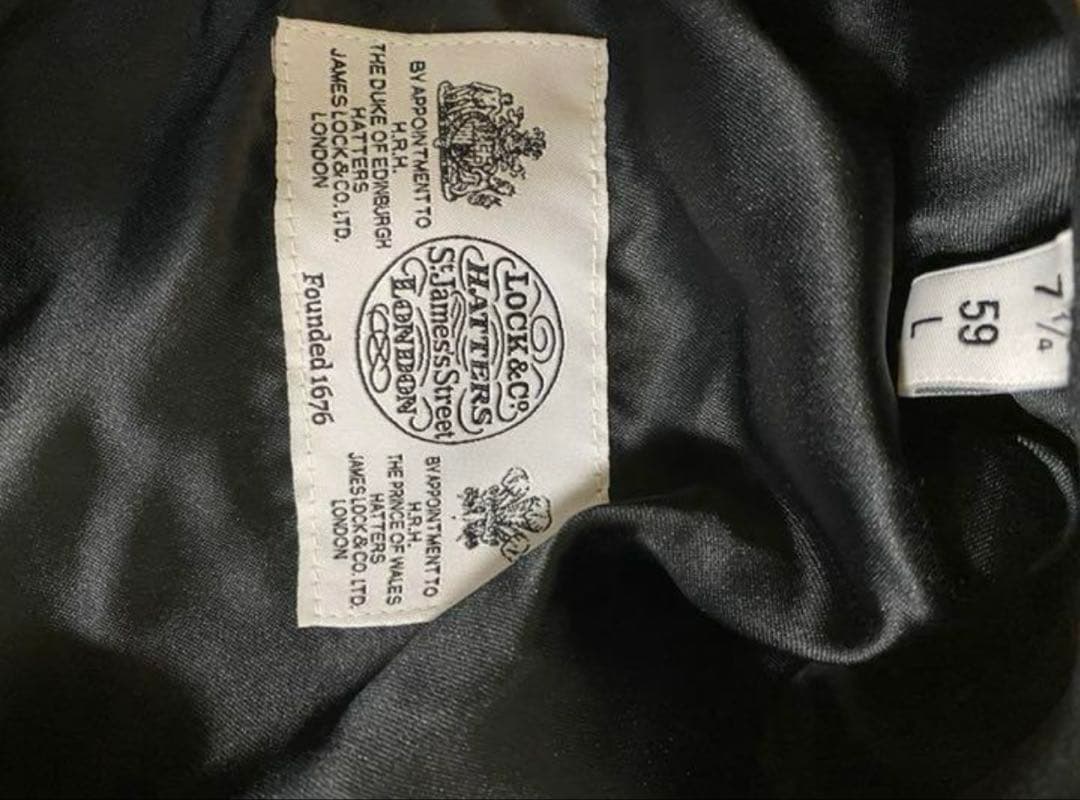 BY APPOINTMENT TO
H.R.H.
THE DUKE OF EDINBURGH
HATTERS
JAMES LOCK & CO. LTD.
LONDON
LOCK & Cº
HATTERS
St. James's Street
LONDON
Founded 1676
BY APPOINTMENT TO
H.R.H.
THE PRINCE OF WALES
HATTERS
JAMES LOCK & CO. LTD.
LONDON
7 1/4
59
L